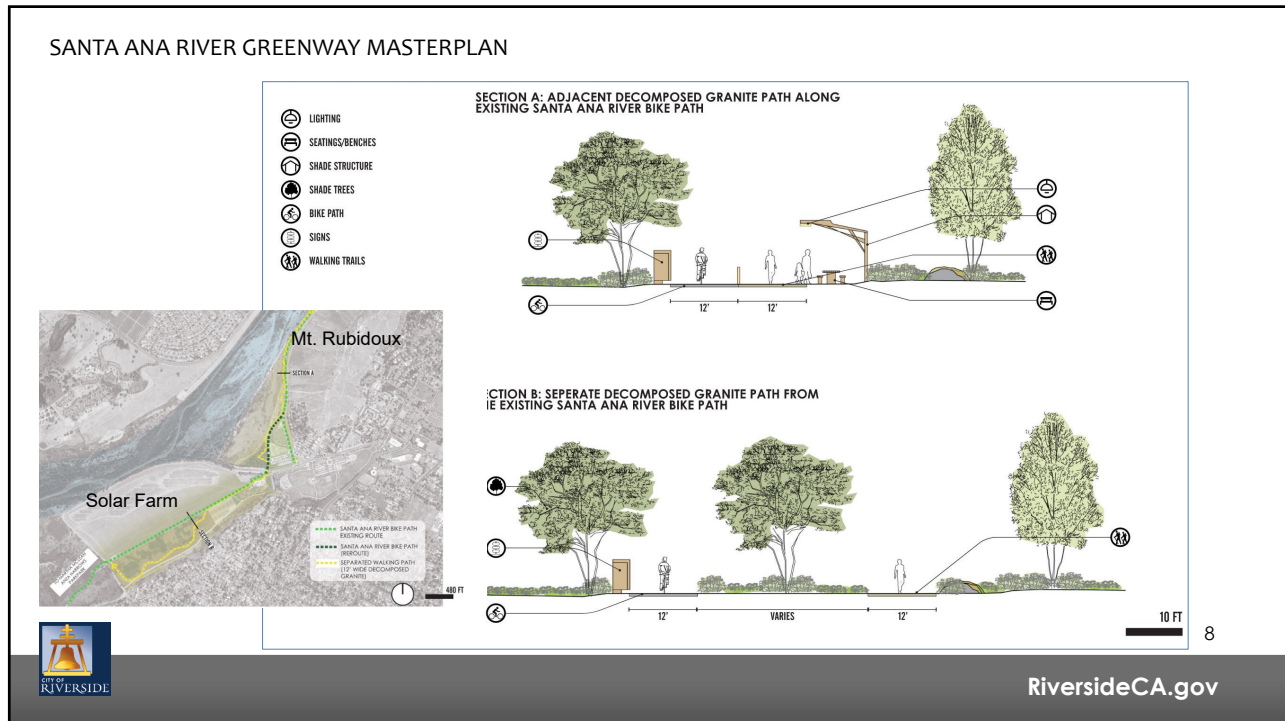 SANTA ANA RIVER GREENWAY MASTERPLAN
LIGHTING
SEATINGS/BENCHES
SHADE STRUCTURE
SHADE TREES
BIKE PATH
SIGNS
WALKING TRAILS
SECTION A: ADJACENT DECOMPOSED GRANITE PATH ALONG
EXISTING SANTA ANA RIVER BIKE PATH
12'
12'
Mt. Rubidoux
SECTION A
Solar Farm
SECTION B
SANTA ANA RIVER BIKE PATH
EXISTING ROUTE
SANTA ANA RIVER BIKE PATH
(REROUTE)
SEPARATED WALKING PATH
(12' WIDE DECOMPOSED
GRANITE)
480 FT
CTION B: SEPERATE DECOMPOSED GRANITE PATH FROM
E EXISTING SANTA ANA RIVER BIKE PATH
12'
VARIES
12'
10 FT
8
CITY OF
RIVERSIDE
RiversideCA.gov